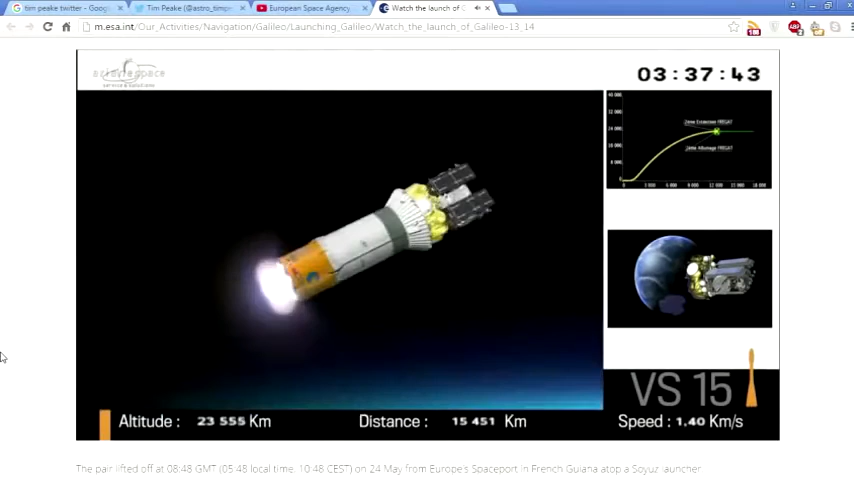 tim peake twitter - Goog
Tim Peake (@astro_timpe
European Space Agency,
Watch the launch of G
m.esa.int/Our_Activities/Navigation/Galileo/Launching_Galileo/Watch_the_launch_of_Galileo-13_14
arianespace
service & solutions
03:37:43
2ème Extinction FREGAT
2ème Allumage FREGAT
VS 15
Altitude : 23 555 Km Distance : 15 451 Km Speed : 1.40 Km/s
The pair lifted off at 08:48 GMT (05:48 local time; 10:48 CEST) on 24 May from Europe's Spaceport in French Guiana atop a Soyuz launcher